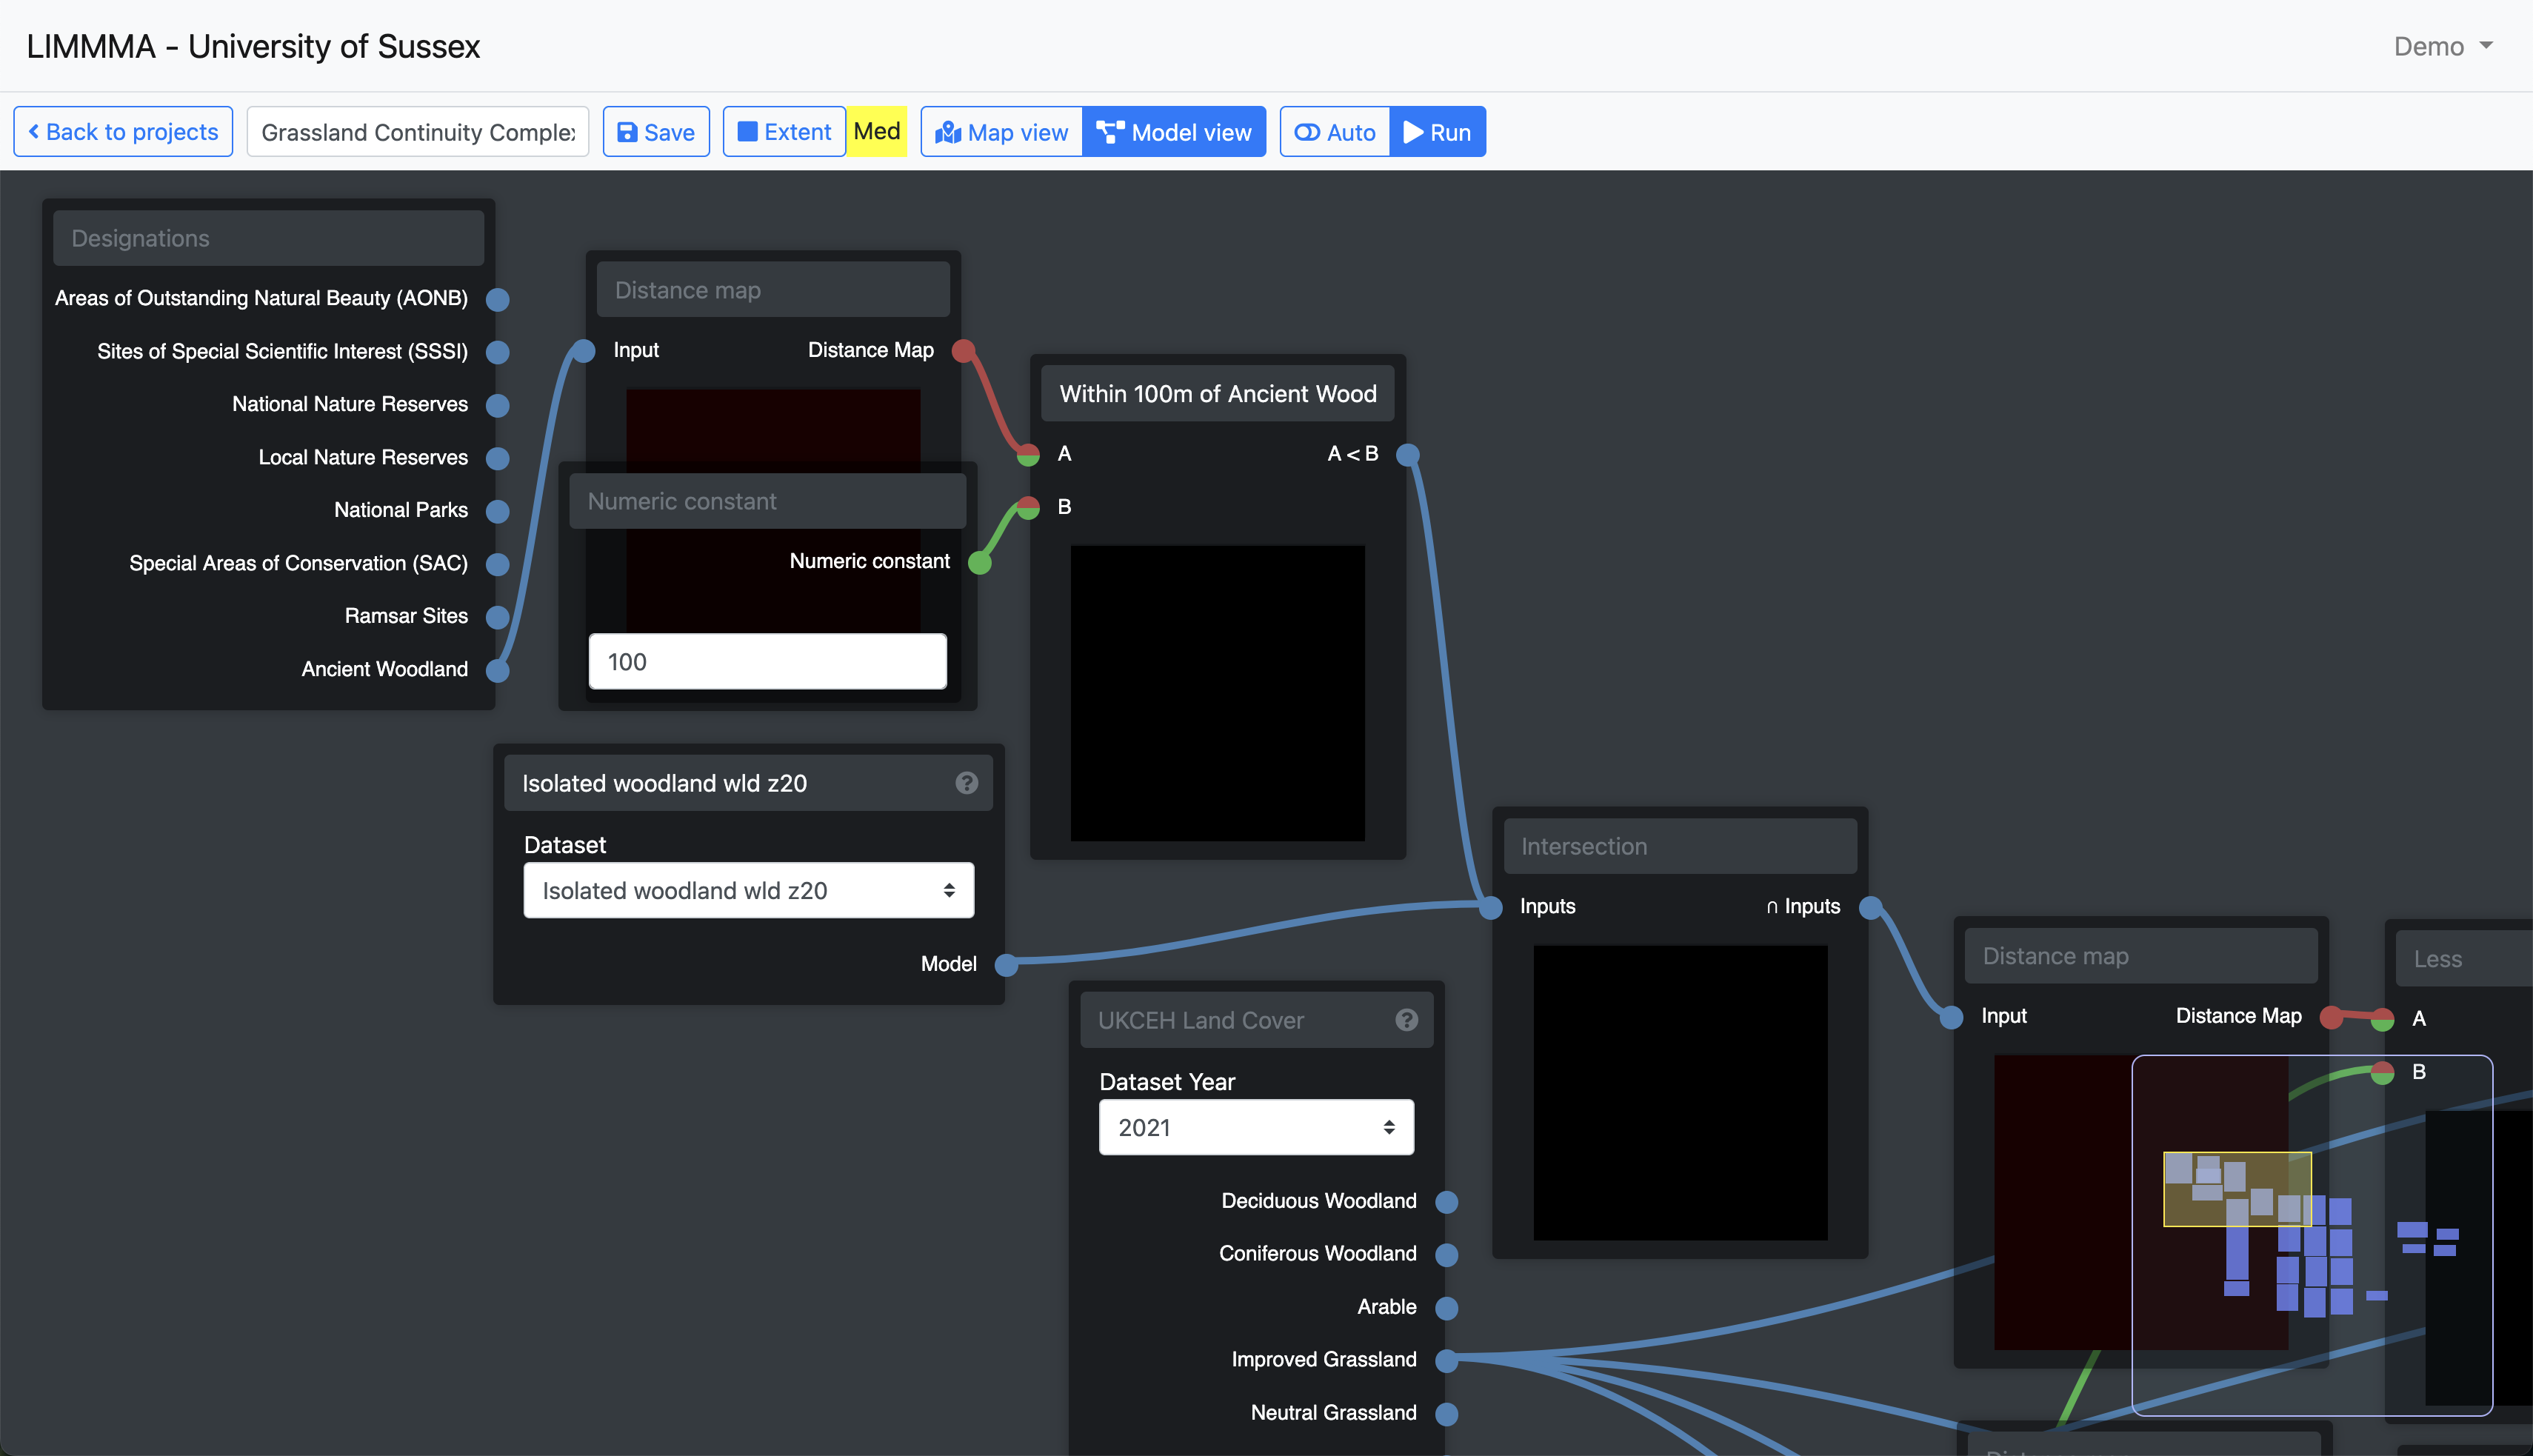 LIMMMA - University of Sussex
Demo
Back to projects
Grassland Continuity Complex
Save
Extent
Med
Map view
Model view
Auto
Run
Designations
Areas of Outstanding Natural Beauty (AONB)
Sites of Special Scientific Interest (SSSI)
National Nature Reserves
Local Nature Reserves
National Parks
Special Areas of Conservation (SAC)
Ramsar Sites
Ancient Woodland
Distance map
Input
Distance Map
Numeric constant
Numeric constant
100
Within 100m of Ancient Wood
A
A < B
B
Isolated woodland wld z20
?
Dataset
Isolated woodland wld z20
Model
Intersection
Inputs
∩ Inputs
UKCEH Land Cover
?
Dataset Year
2021
Deciduous Woodland
Coniferous Woodland
Arable
Improved Grassland
Neutral Grassland
Distance map
Input
Distance Map
Less
A
B